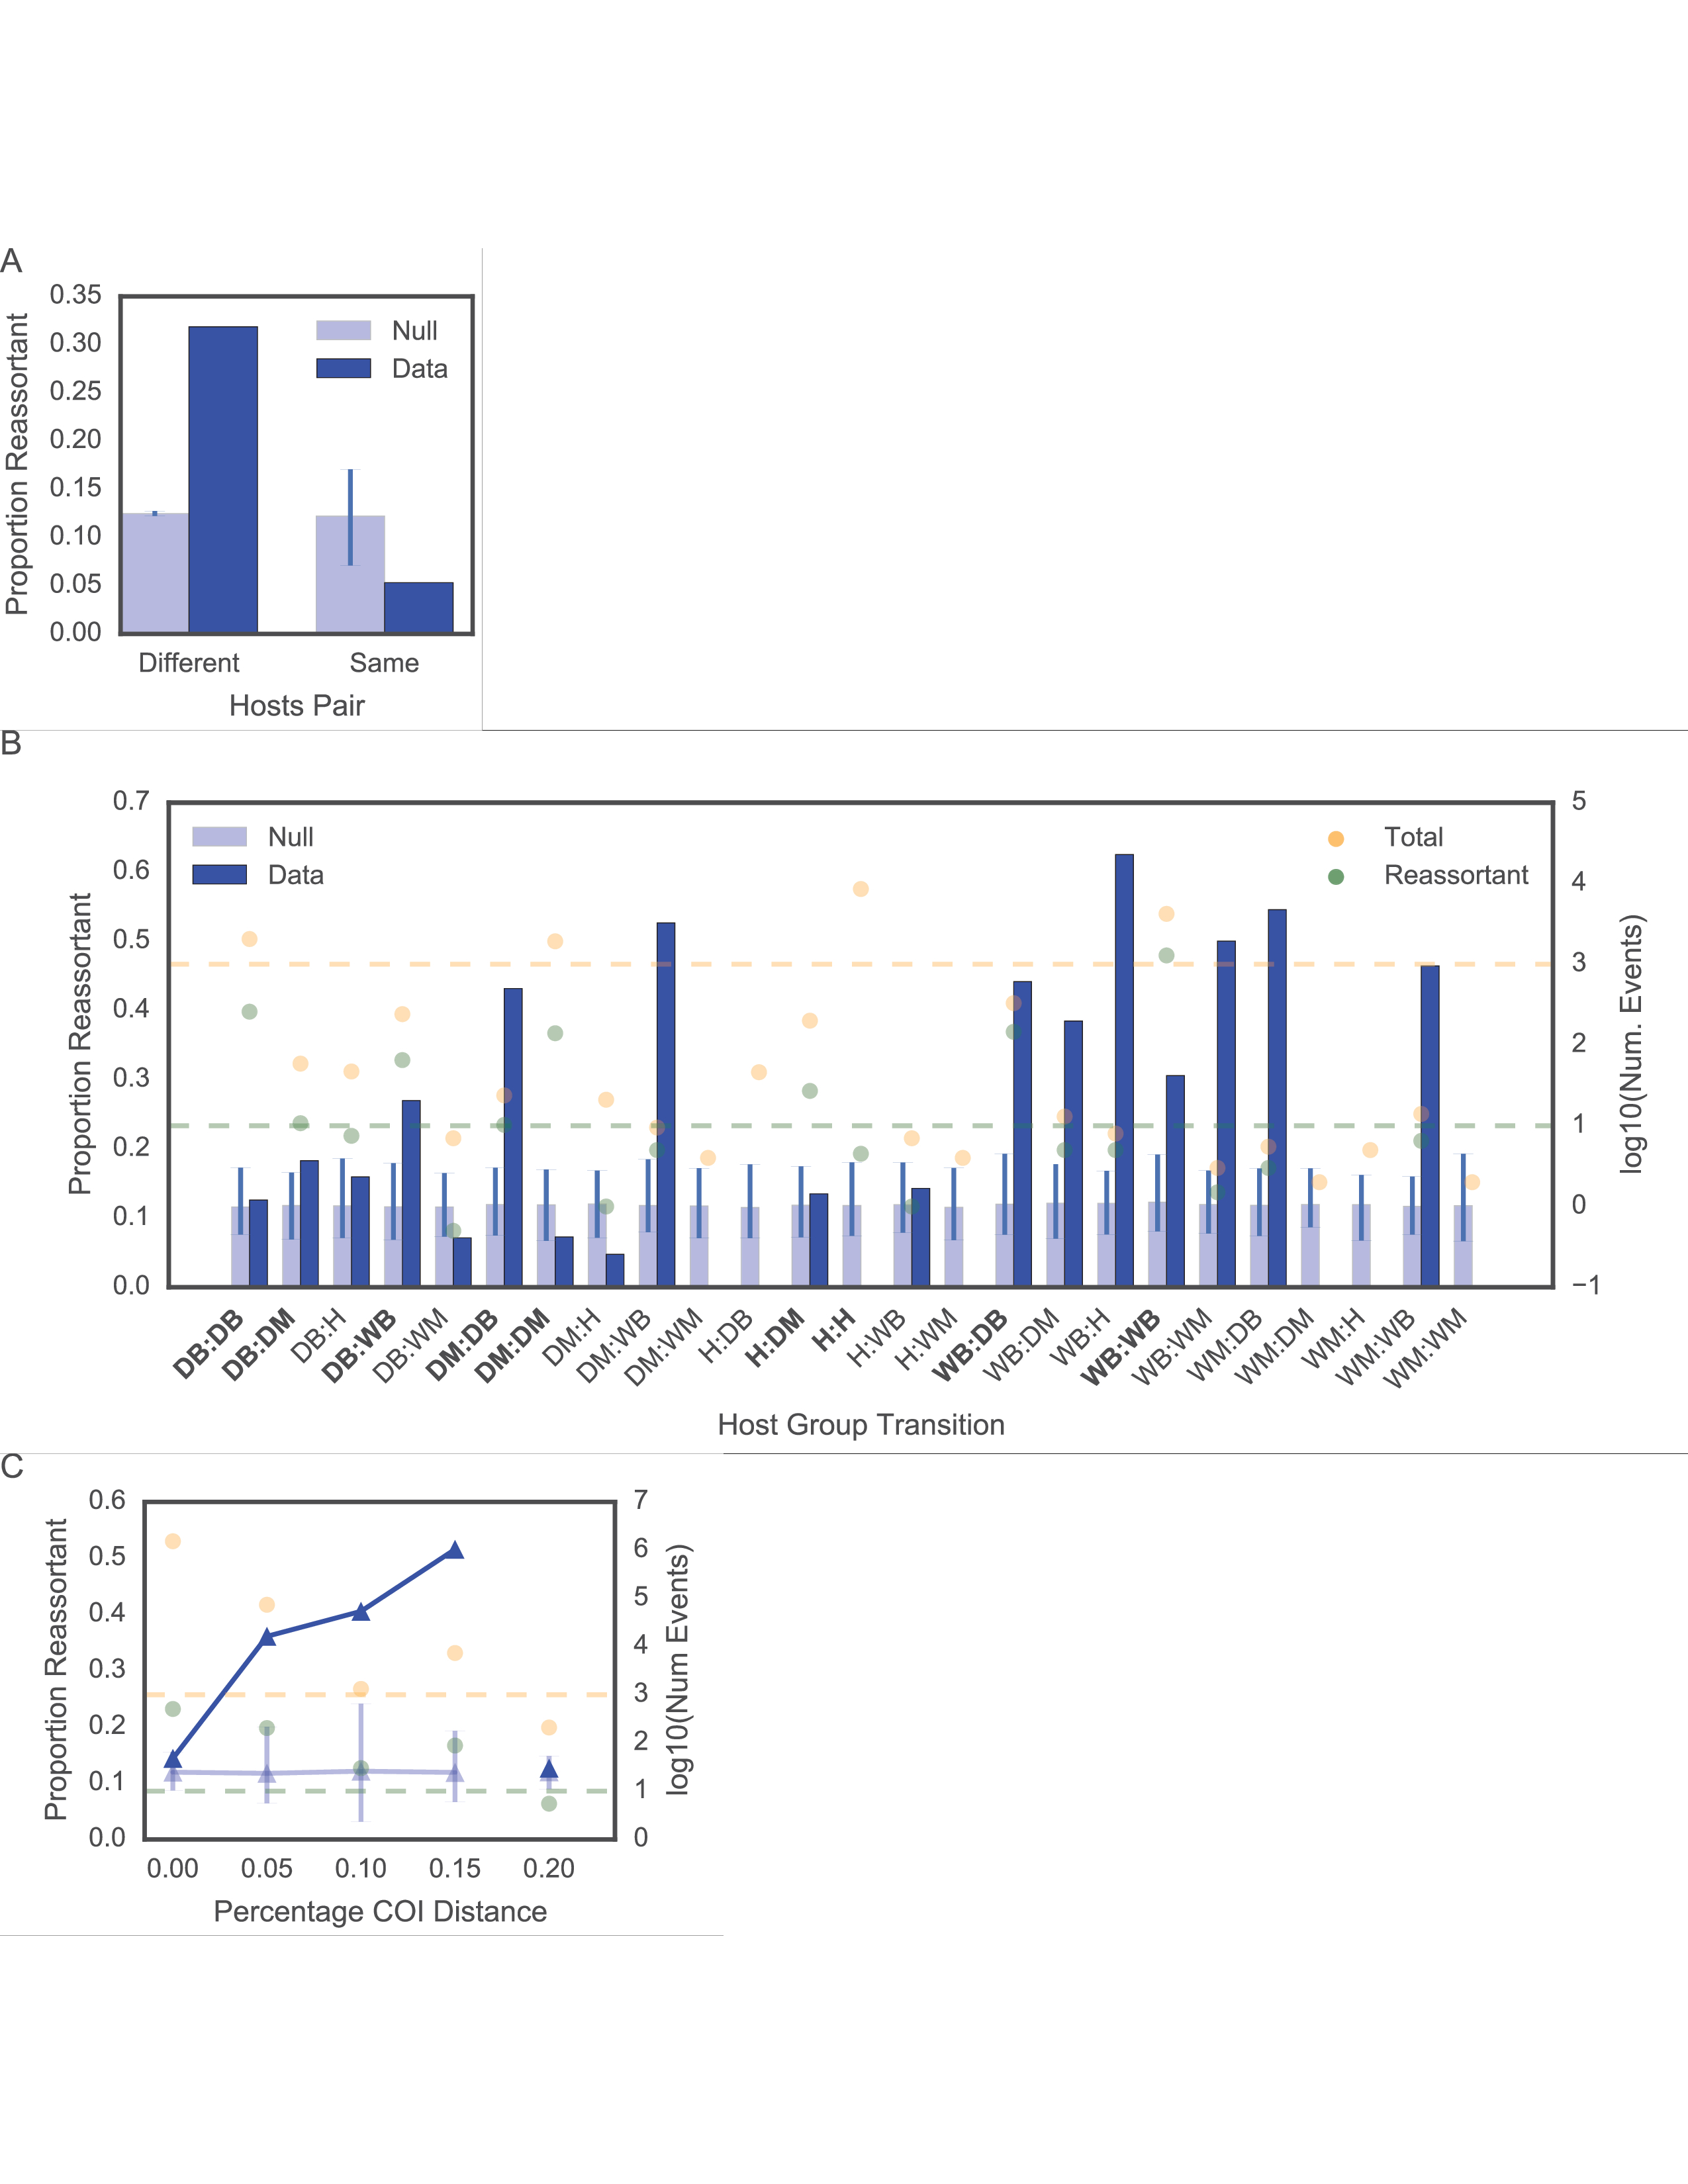 A
0.35
0.30
0.25
0.20
0.15
0.10
0.05
0.00
Proportion Reassortant
Null
Data
Different
Same
Hosts Pair
B
0.7
0.6
0.5
0.4
0.3
0.2
0.1
0.0
Proportion Reassortant
Null
Data
Total
Reassortant
5
4
3
2
1
0
−1
log10(Num. Events)
DB:DB
DB:DM
DB:H
DB:WB
DB:WM
DM:DB
DM:DM
DM:H
DM:WB
DM:WM
H:DB
H:DM
H:H
H:WB
H:WM
WB:DB
WB:DM
WB:H
WB:WB
WB:WM
WM:DB
WM:DM
WM:H
WM:WB
WM:WM
Host Group Transition
C
0.6
0.5
0.4
0.3
0.2
0.1
0.0
Proportion Reassortant
7
6
5
4
3
2
1
0
log10(Num Events)
0.00
0.05
0.10
0.15
0.20
Percentage COI Distance